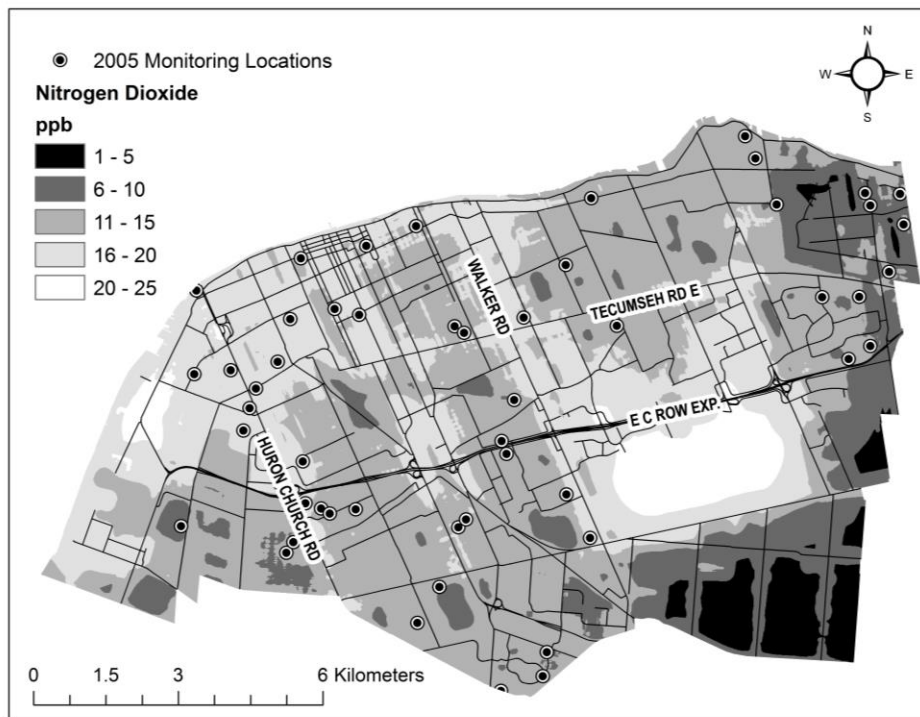 2005 Monitoring Locations
Nitrogen Dioxide
ppb
1 - 5
6 - 10
11 - 15
16 - 20
20 - 25
N
W
E
S
WALKER RD
TECUMSEH RD E
E C ROW EXP.
HURON CHURCH RD
0 1.5 3 6 Kilometers